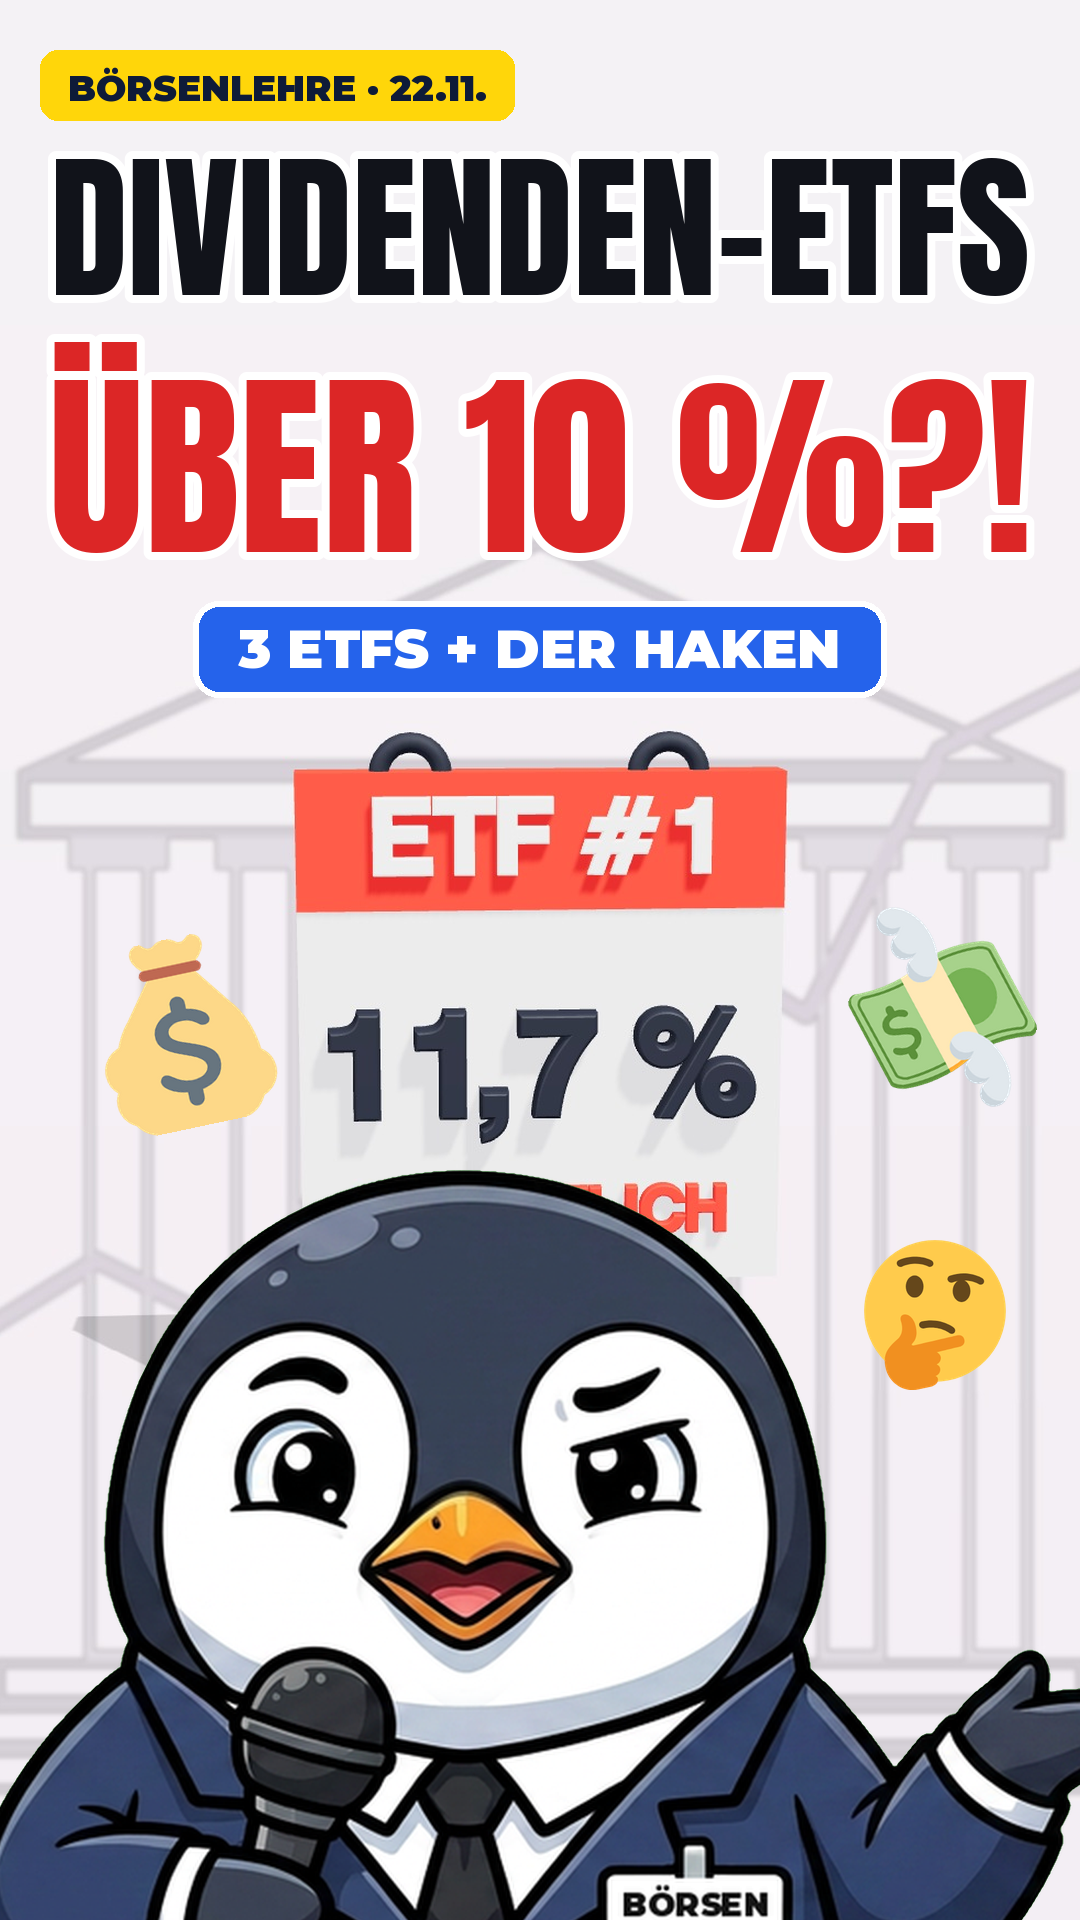 BÖRSENLEHRE • 22.11.
DIVIDENDEN-ETFS
ÜBER 10 %?!
3 ETFS + DER HAKEN
ETF #1
11,7 %
BÖRSEN